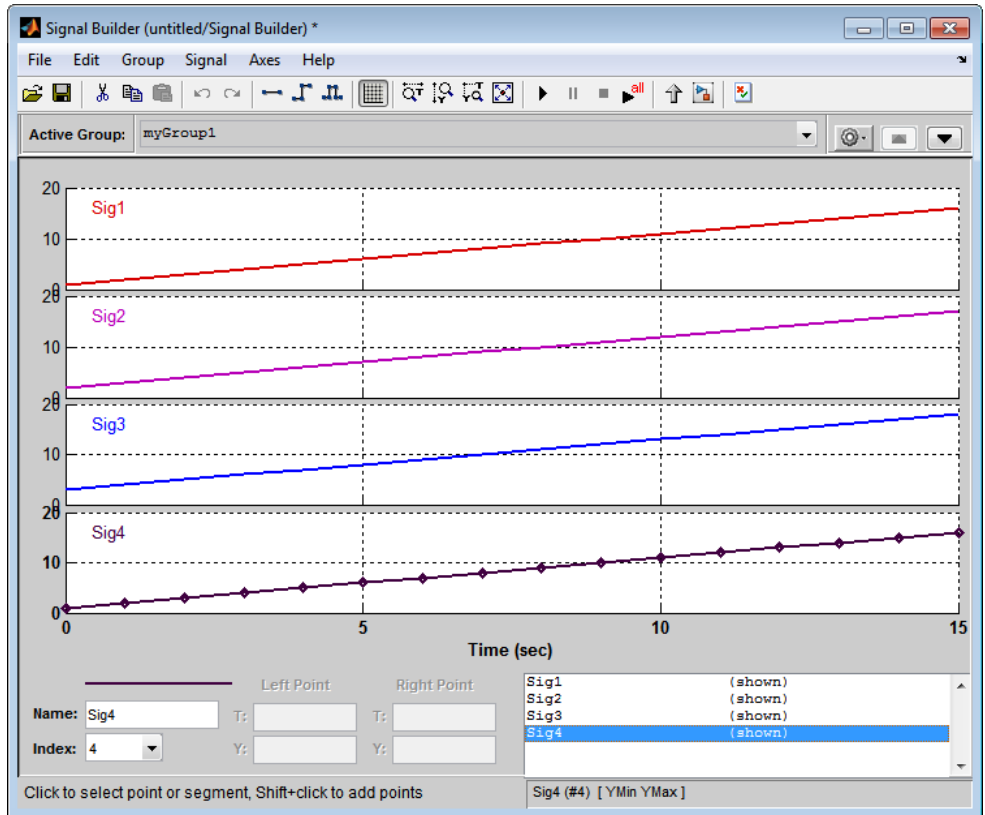 Signal Builder (untitled/Signal Builder) *
File Edit Group Signal Axes Help
all
Active Group: myGroup1
20
Sig1
10
0
20
Sig2
10
0
20
Sig3
10
0
20
Sig4
10
0
0 5 10 15
Time (sec)
Left Point Right Point
Name: Sig4 T: T:
Index: 4 Y: Y:
Sig1 (shown)
Sig2 (shown)
Sig3 (shown)
Sig4 (shown)
Click to select point or segment, Shift+click to add points
Sig4 (#4) [ YMin YMax ]